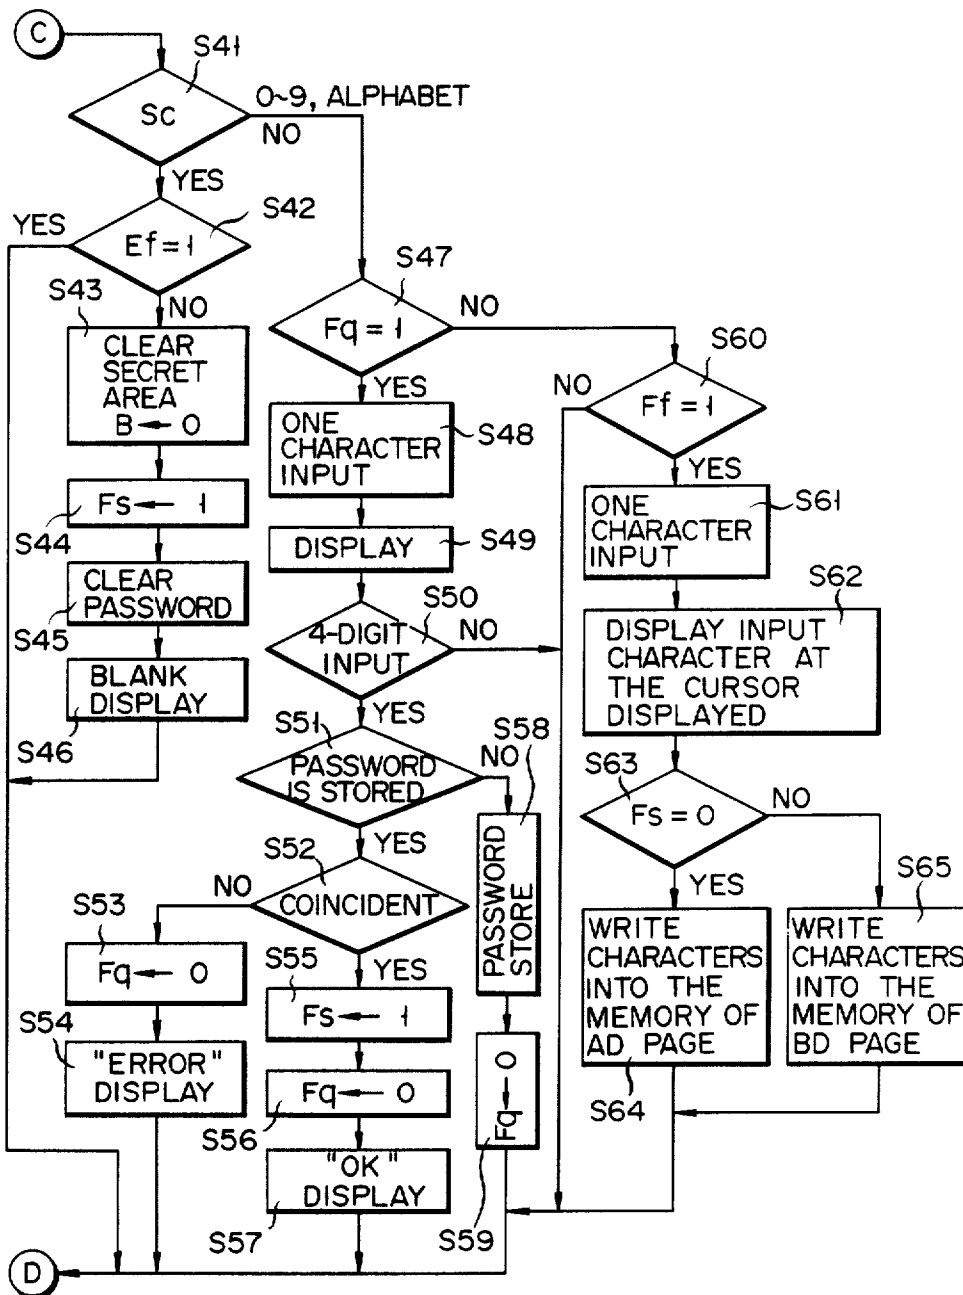 C
S41
SC
0~9, ALPHABET
NO
YES
S42
YES
Ef = 1
NO
S43
CLEAR
SECRET
AREA
B ← 0
Fs ← 1
S44
CLEAR
PASSWORD
S45
BLANK
DISPLAY
S46
S47
Fq = 1
NO
YES
ONE
CHARACTER
INPUT
S48
DISPLAY
S49
S50
4-DIGIT
INPUT
NO
YES
S51
PASSWORD
IS STORED
NO
S58
YES
S52
NO
COINCIDENT
PASSWORD
STORE
S53
Fq ← 0
S55
YES
Fs ← 1
S54
"ERROR"
DISPLAY
Fq ← 0
S56
Fq ← 0
"OK"
DISPLAY
S57
S59
S60
NO
Ff = 1
YES
ONE
CHARACTER
INPUT
S61
S62
DISPLAY INPUT
CHARACTER AT
THE CURSOR
DISPLAYED
S63
Fs = 0
NO
YES
S65
WRITE
CHARACTERS
INTO THE
MEMORY OF
AD PAGE
S64
WRITE
CHARACTERS
INTO THE
MEMORY OF
BD PAGE
D